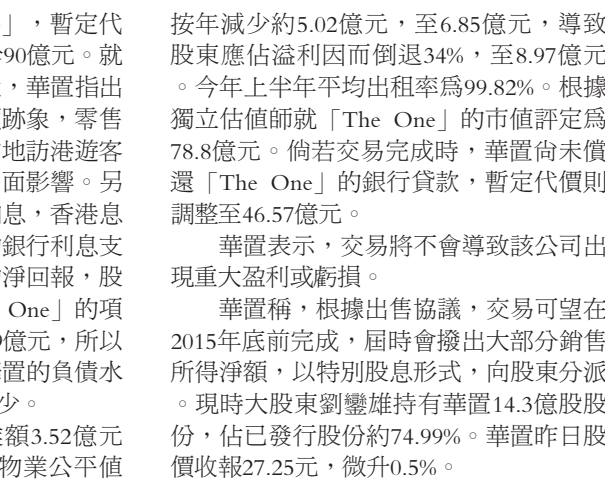 」，暫定代
90億元。就
，華置指出
跡象，零售
地訪港遊客
面影響。另
息，香港息
銀行利息支
淨回報，股
One」的項
億元，所以
置的負債水
少。
額3.52億元
物業公平値
按年減少約5.02億元，至6.85億元，導致
股東應佔溢利因而倒退34%，至8.97億元
。今年上半年平均出租率爲99.82%。根據
獨立估値師就「The One」的市値評定爲
78.8億元。倘若交易完成時，華置尙未償
還「The One」的銀行貸款，暫定代價則
調整至46.57億元。
華置表示，交易將不會導致該公司出
現重大盈利或虧損。
華置稱，根據出售協議，交易可望在
2015年底前完成，屆時會撥出大部分銷售
所得淨額，以特別股息形式，向股東分派
。現時大股東劉鑾雄持有華置14.3億股股
份，佔已發行股份約74.99%。華置昨日股
價收報27.25元，微升0.5%。